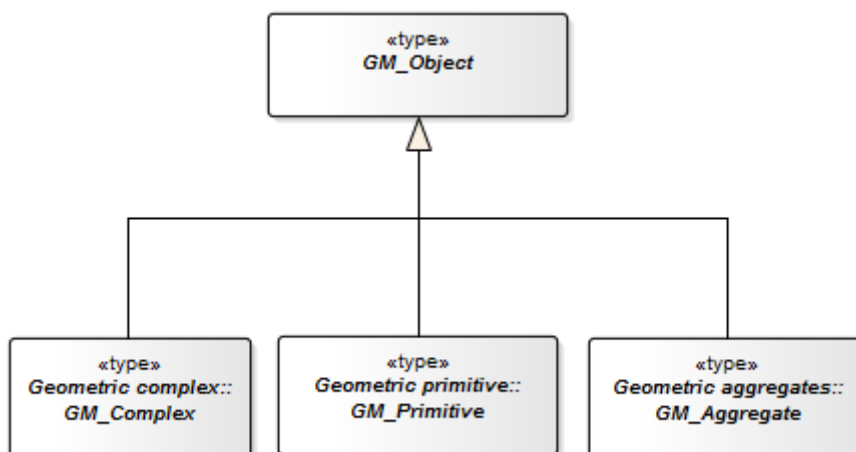 «type»
GM_Object
«type»
Geometric complex::
GM_Complex
«type»
Geometric primitive::
GM_Primitive
«type»
Geometric aggregates::
GM_Aggregate